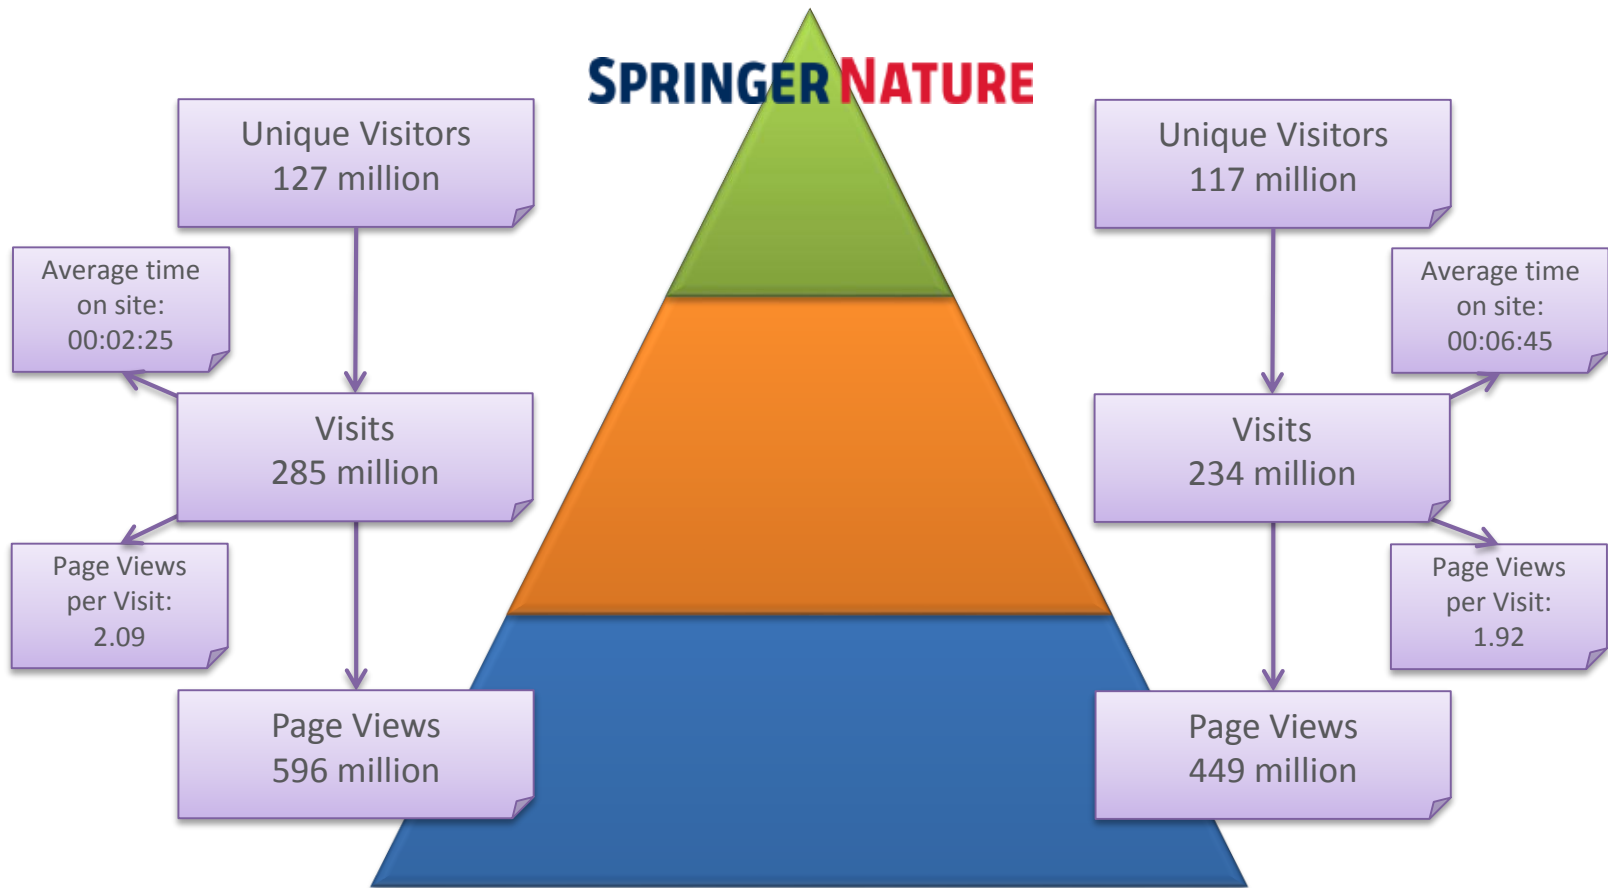 SPRINGER NATURE
Unique Visitors
127 million
Average time
on site:
00:02:25
Visits
285 million
Page Views
per Visit:
2.09
Page Views
596 million
Unique Visitors
117 million
Average time
on site:
00:06:45
Visits
234 million
Page Views
per Visit:
1.92
Page Views
449 million